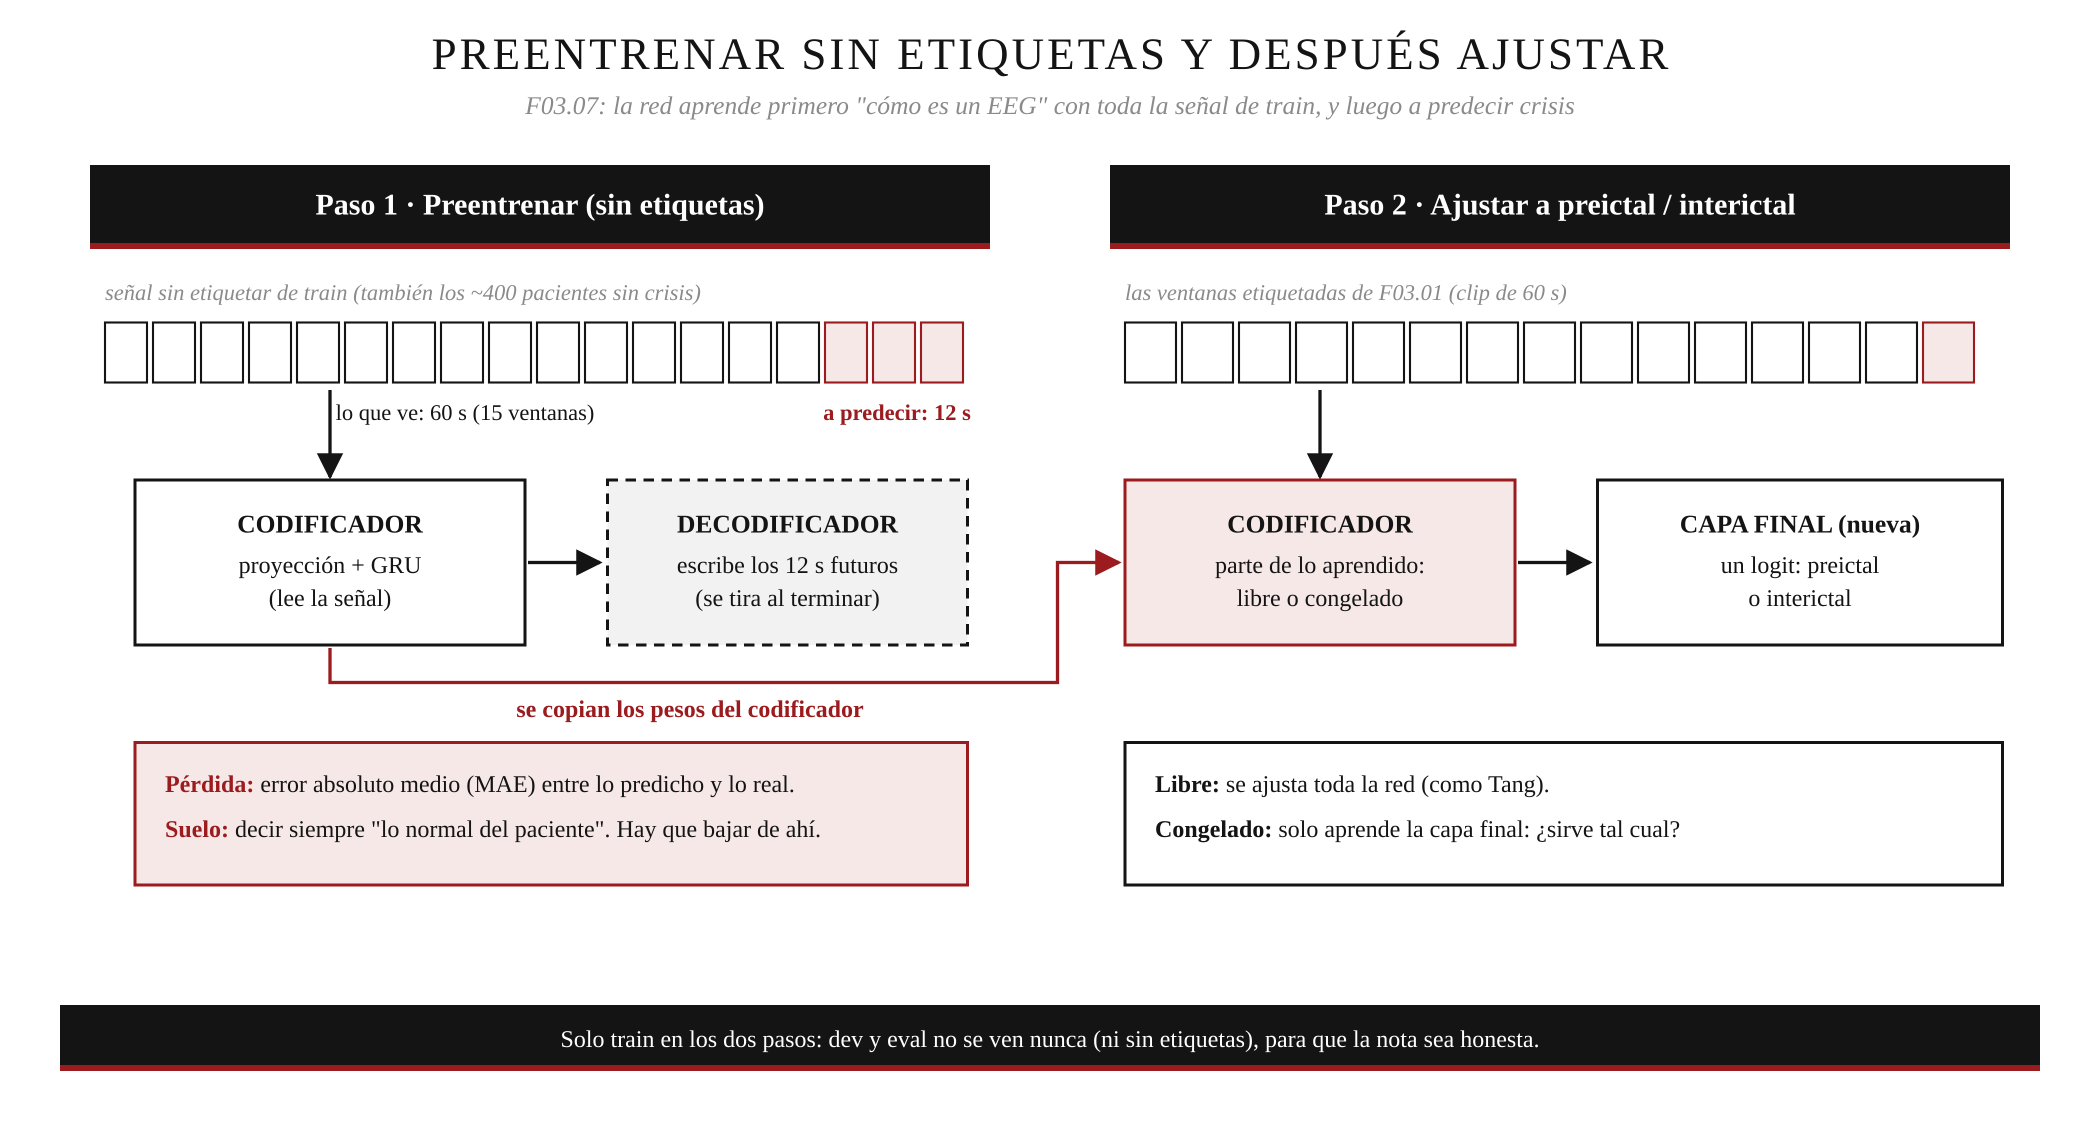 PREENTRENAR SIN ETIQUETAS Y DESPUÉS AJUSTAR
F03.07: la red aprende primero "cómo es un EEG" con toda la señal de train, y luego a predecir crisis
Paso 1 · Preentrenar (sin etiquetas)
señal sin etiquetar de train (también los ~400 pacientes sin crisis)
lo que ve: 60 s (15 ventanas)
a predecir: 12 s
CODIFICADOR
proyección + GRU
(lee la señal)
DECODIFICADOR
escribe los 12 s futuros
(se tira al terminar)
se copian los pesos del codificador
Pérdida: error absoluto medio (MAE) entre lo predicho y lo real.
Suelo: decir siempre "lo normal del paciente". Hay que bajar de ahí.
Paso 2 · Ajustar a preictal / interictal
las ventanas etiquetadas de F03.01 (clip de 60 s)
CODIFICADOR
parte de lo aprendido:
libre o congelado
CAPA FINAL (nueva)
un logit: preictal
o interictal
Libre: se ajusta toda la red (como Tang).
Congelado: solo aprende la capa final: ¿sirve tal cual?
Solo train en los dos pasos: dev y eval no se ven nunca (ni sin etiquetas), para que la nota sea honesta.